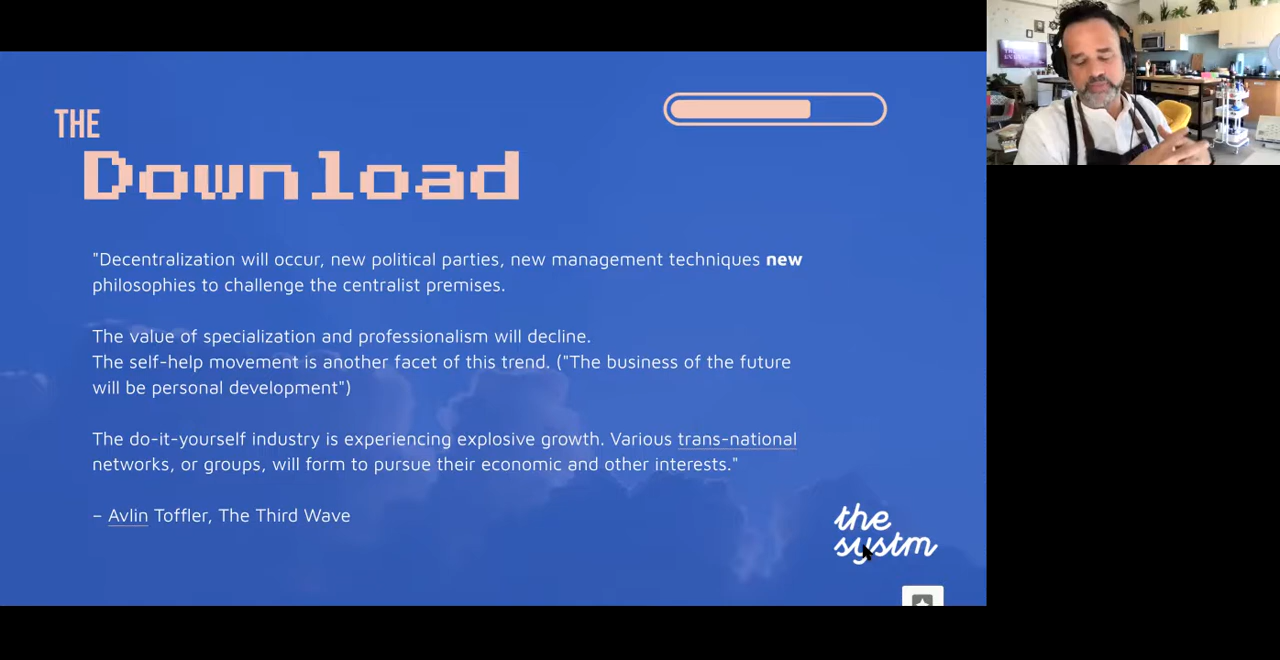 THE
Download
"Decentralization will occur, new political parties, new management techniques new
philosophies to challenge the centralist premises.
The value of specialization and professionalism will decline.
The self-help movement is another facet of this trend. ("The business of the future
will be personal development")
The do-it-yourself industry is experiencing explosive growth. Various trans-national
networks, or groups, will form to pursue their economic and other interests."
– Avlin Toffler, The Third Wave
the
systm